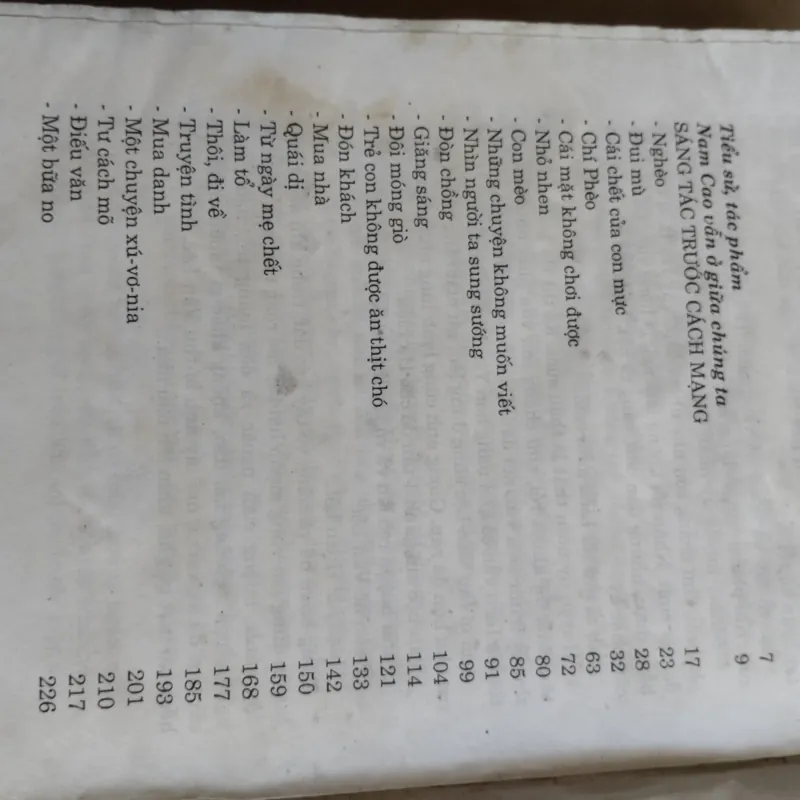 Tiểu sử, tác phẩm 7
Nam Cao vẫn ở giữa chúng ta 9
SÁNG TÁC TRƯỚC CÁCH MẠNG
- Nghèo 17
- Đui mù 23
- Cái chết của con mực 28
- Chí Phèo 32
- Cái mặt không chơi được 63
- Nhỏ nhen 72
- Con mèo 80
- Những chuyện không muốn viết 85
- Nhìn người ta sung sướng 91
- Đòn chồng 99
- Giăng sáng 104
- Đôi móng giò 114
- Trẻ con không được ăn thịt chó 121
- Đón khách 133
- Mua nhà 142
- Quái dị 150
- Từ ngày mẹ chết 159
- Làm tổ 168
- Thôi, đi về 177
- Truyện tình 185
- Mua danh 193
- Một chuyện xú-vơ-nia 201
- Tư cách mõ 210
- Điếu văn 217
- Một bữa no 226